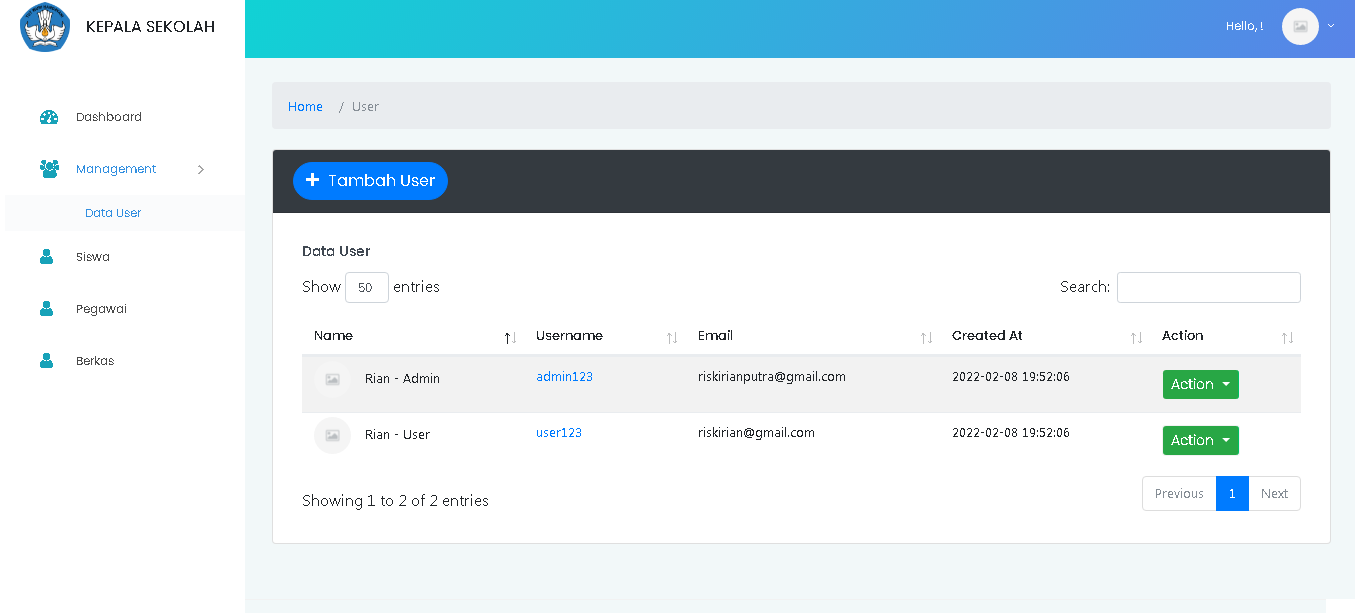 KEPALA SEKOLAH
Hello, !
Dashboard
Management
Data User
Siswa
Pegawai
Berkas
Home / User
+ Tambah User
Data User
Show 50 entries
Search:
Name Username Email Created At Action
Rian - Admin admin123 riskirianputra@gmail.com 2022-02-08 19:52:06 Action
Rian - User user123 riskirian@gmail.com 2022-02-08 19:52:06 Action
Showing 1 to 2 of 2 entries
Previous 1 Next